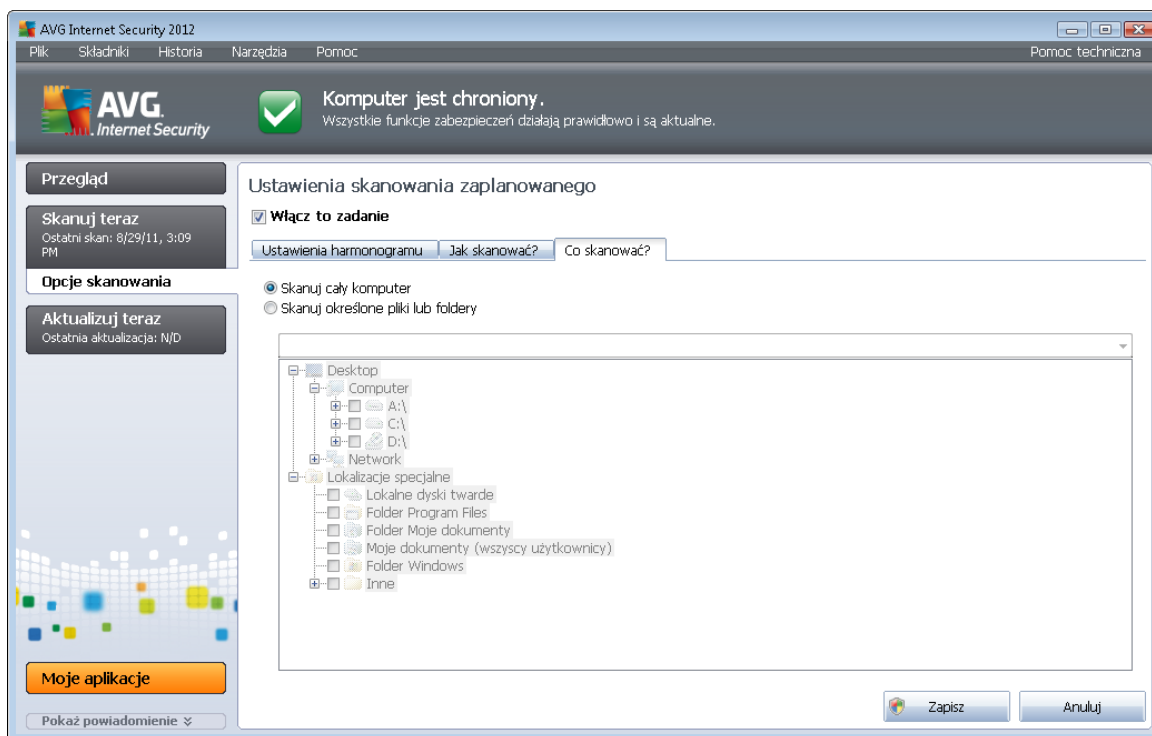 AVG Internet Security 2012
Plik Składniki Historia Narzędzia Pomoc Pomoc techniczna
AVG.
Internet Security
Komputer jest chroniony.
Wszystkie funkcje zabezpieczeń działają prawidłowo i są aktualne.
Przegląd
Skanuj teraz
Ostatni skan: 8/29/11, 3:09
PM
Opcje skanowania
Aktualizuj teraz
Ostatnia aktualizacja: N/D
Moje aplikacje
Pokaż powiadomienie
Ustawienia skanowania zaplanowanego
Włącz to zadanie
Ustawienia harmonogramu Jak skanować? Co skanować?
Skanuj cały komputer
Skanuj określone pliki lub foldery
Desktop
Computer
A:\
C:\
D:\
Network
Lokalizacje specjalne
Lokalne dyski twarde
Folder Program Files
Folder Moje dokumenty
Moje dokumenty (wszyscy użytkownicy)
Folder Windows
Inne
Zapisz Anuluj